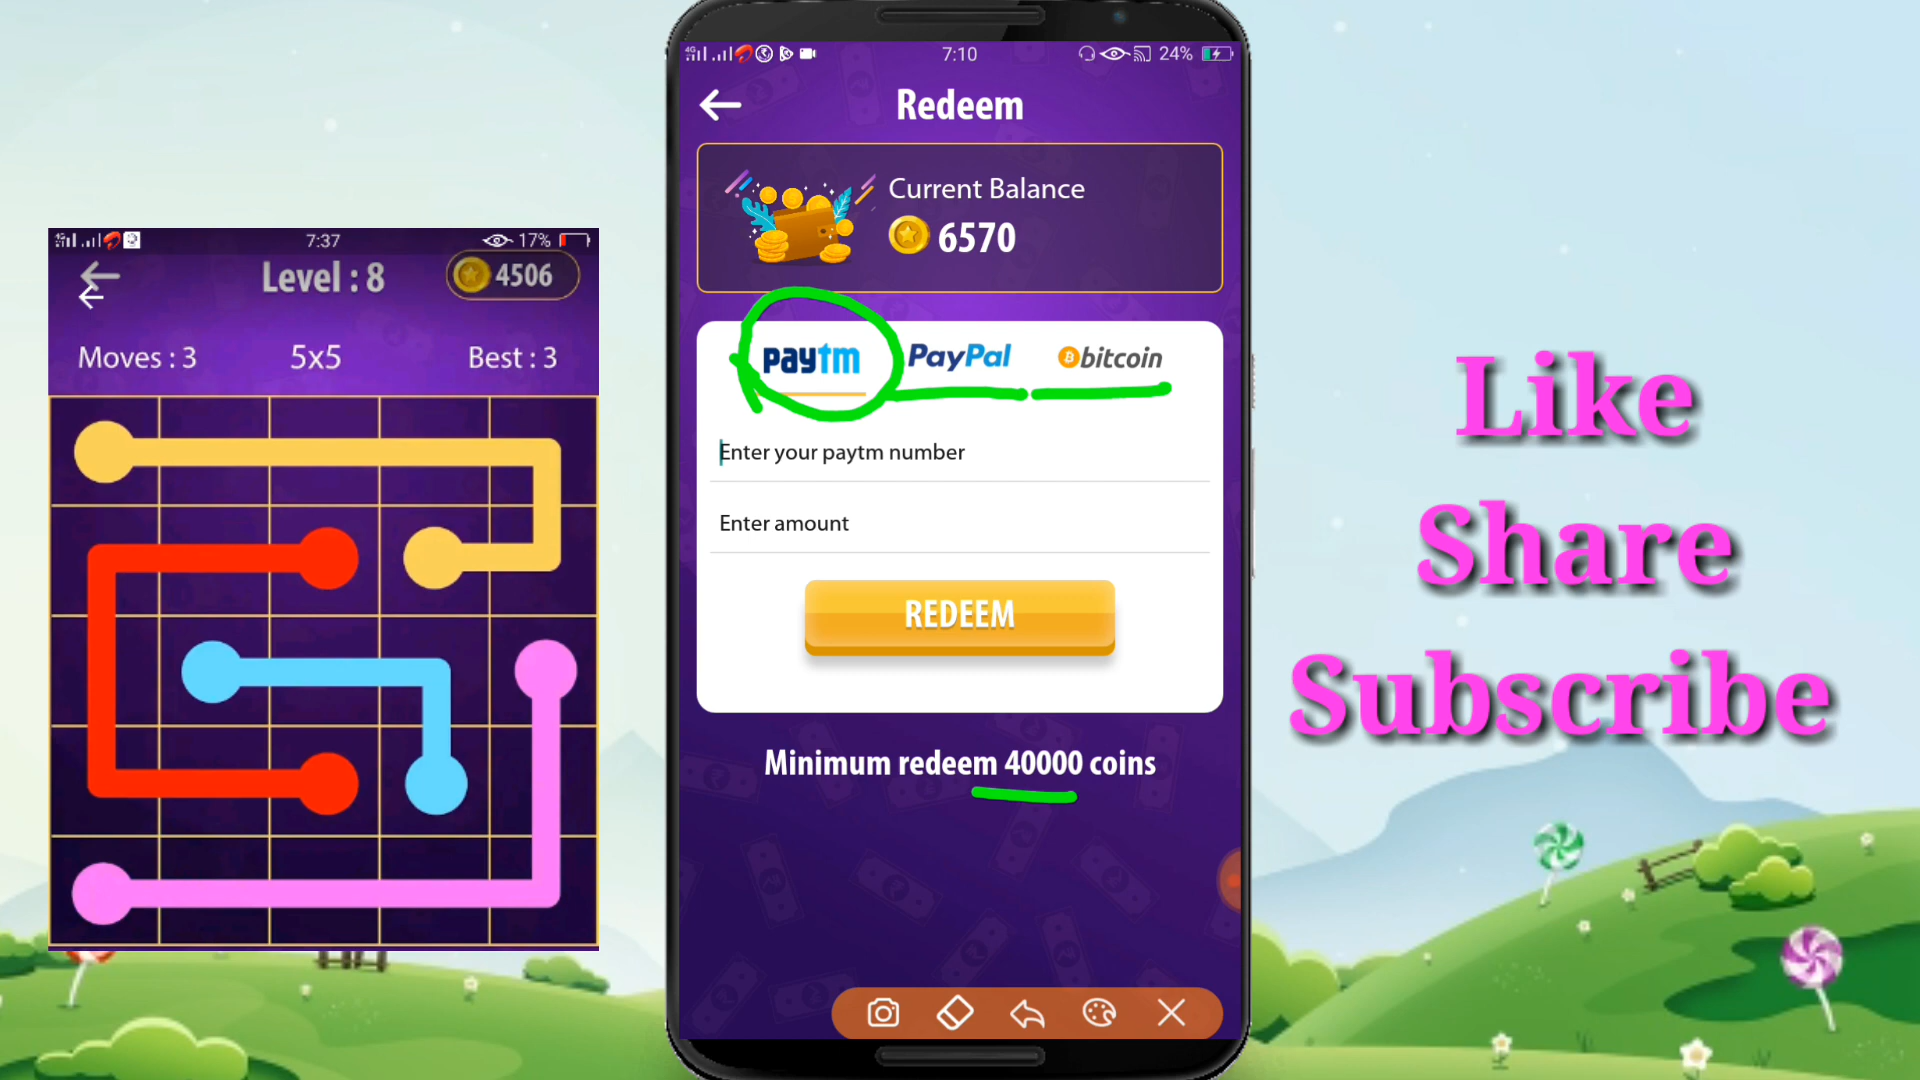 7:37
17%
Level : 8
4506
Moves : 3
5x5
Best : 3
4G
7:10
24%
Redeem
Current Balance
6570
paytm
PayPal
bitcoin
Enter your paytm number
Enter amount
REDEEM
Minimum redeem 40000 coins
Like
Share
Subscribe